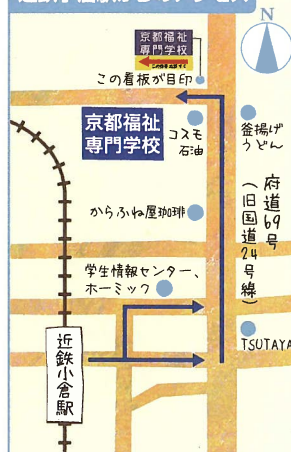 N
京都福祉
専門学校
この看板が目印
京都福祉
専門学校
コスモ
石油
釜揚げ
うどん
からふね屋珈琲
府道69号
(旧国道24号線)
学生情報センター、
ホーミック
近鉄小倉駅
TSUTAYA